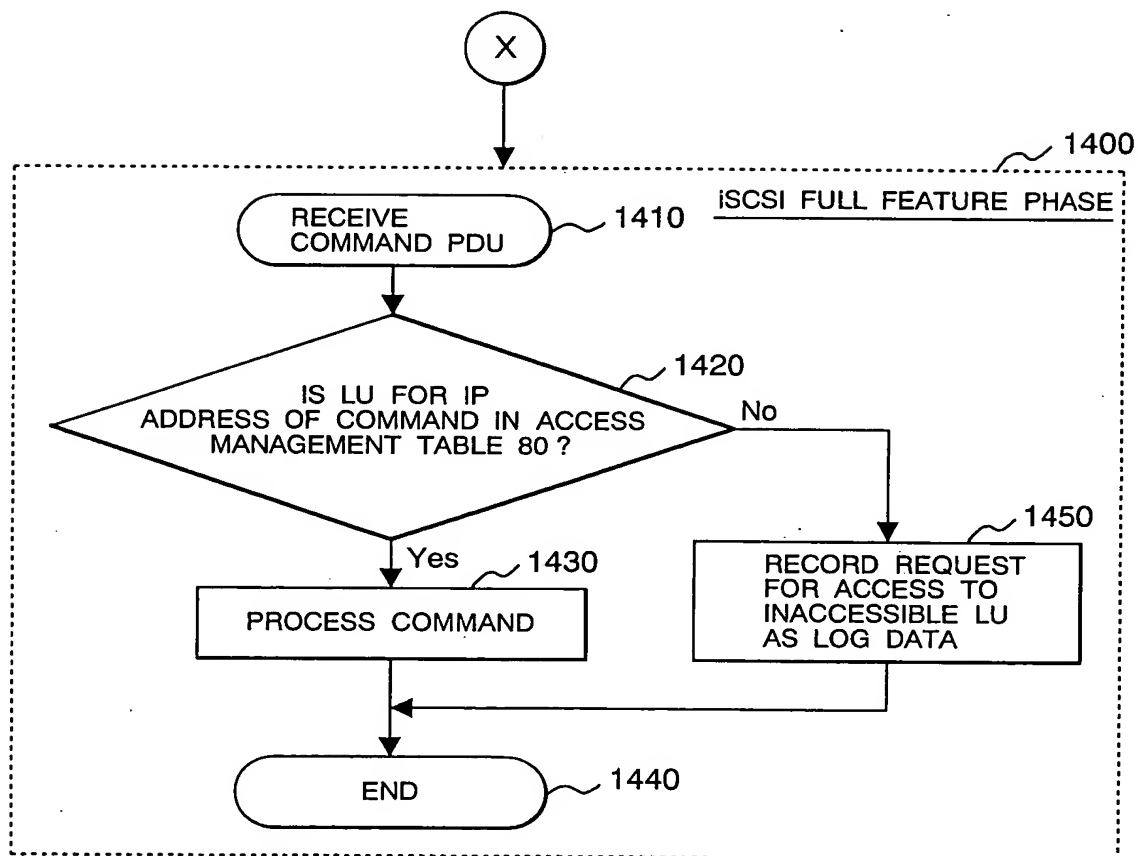 X
1400
iSCSI FULL FEATURE PHASE
RECEIVE
COMMAND PDU
1410
1420
IS LU FOR IP
ADDRESS OF COMMAND IN ACCESS
MANAGEMENT TABLE 80 ?
No
Yes
1430
PROCESS COMMAND
1450
RECORD REQUEST
FOR ACCESS TO
INACCESSIBLE LU
AS LOG DATA
END
1440